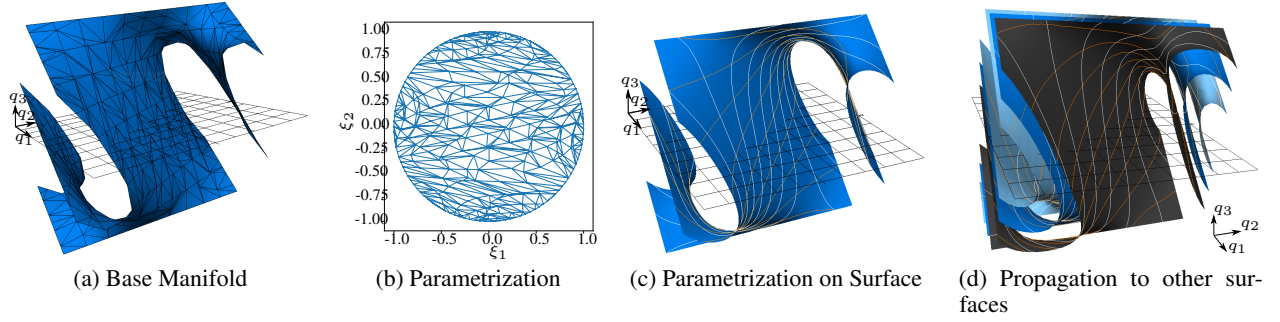 q3
q2
q1
1.00
0.75
0.50
0.25
0.00
-0.25
-0.50
-0.75
-1.00
ξ2
-1.0 -0.5 0.0 0.5 1.0
ξ1
q3
q2
q1
q3
q2
q1
(a) Base Manifold
(b) Parametrization
(c) Parametrization on Surface
(d) Propagation to other sur-
faces